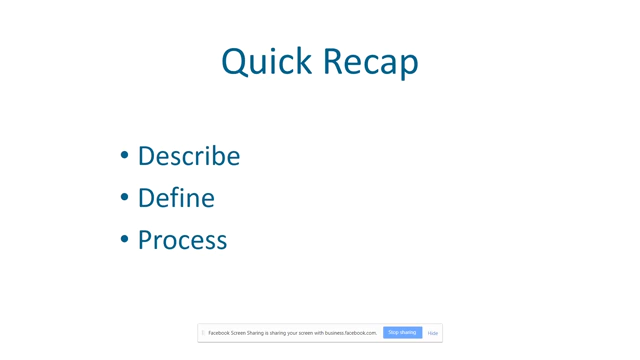 Quick Recap
• Describe
• Define
• Process
Facebook Screen Sharing is sharing your screen with business.facebook.com. Stop sharing Hide